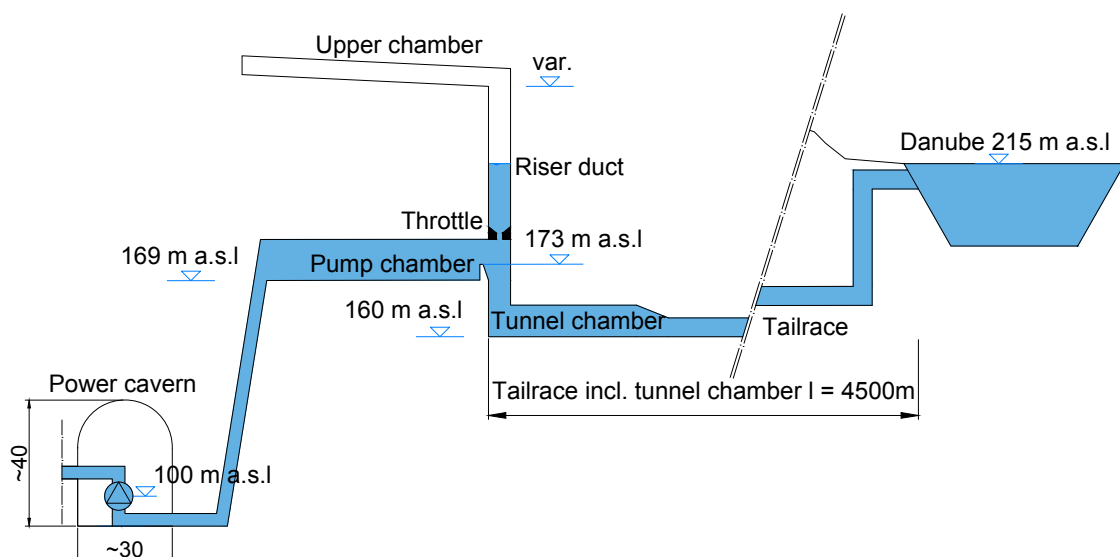 Upper chamber
var.
Danube 215 m a.s.l
Riser duct
Throttle
173 m a.s.l
169 m a.s.l
Pump chamber
160 m a.s.l
Tunnel chamber
Tailrace
Power cavern
Tailrace incl. tunnel chamber l = 4500m
~40
100 m a.s.l
~30